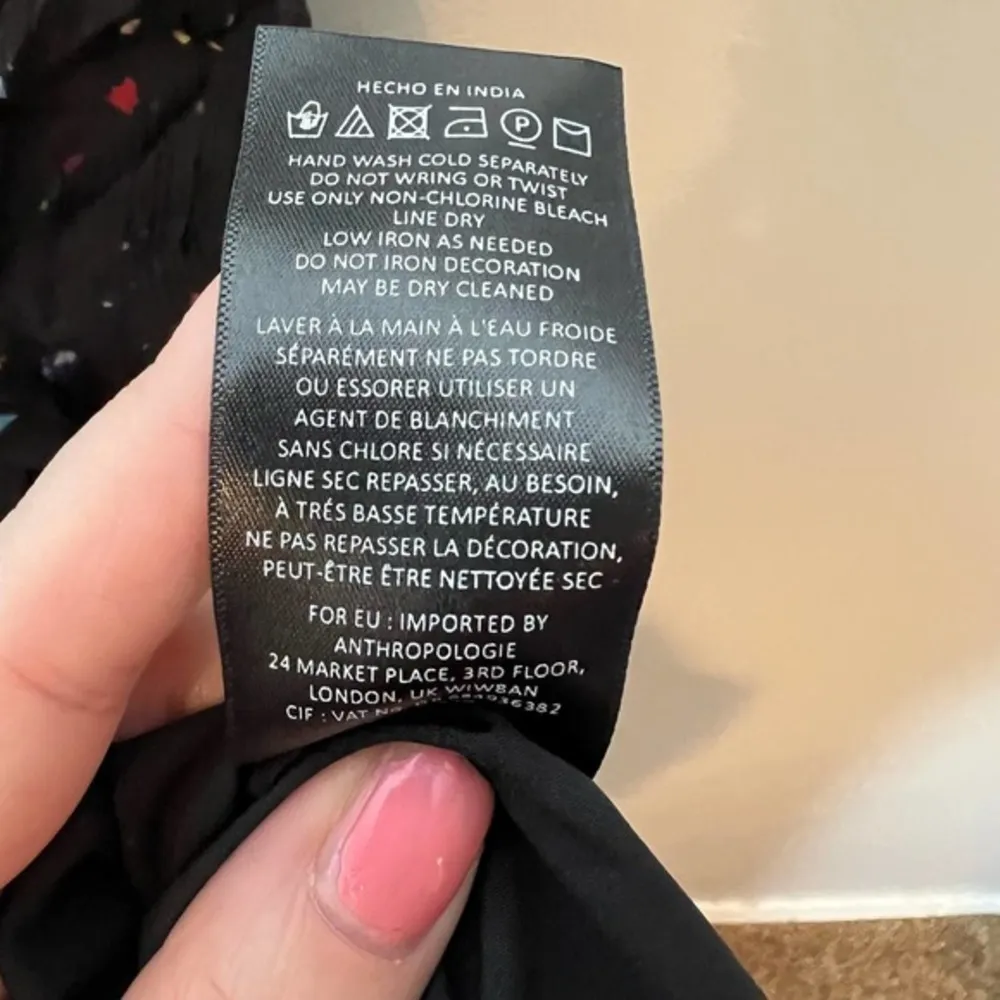 HECHO EN INDIA
P
HAND WASH COLD SEPARATELY
DO NOT WRING OR TWIST
USE ONLY NON-CHLORINE BLEACH
LINE DRY
LOW IRON AS NEEDED
DO NOT IRON DECORATION
MAY BE DRY CLEANED
LAVER À LA MAIN À L'EAU FROIDE
SÉPARÉMENT NE PAS TORDRE
OU ESSORER UTILISER UN
AGENT DE BLANCHIMENT
SANS CHLORE SI NÉCESSAIRE
LIGNE SEC REPASSER, AU BESOIN,
À TRÉS BASSE TEMPÉRATURE
NE PAS REPASSER LA DÉCORATION,
PEUT-ÊTRE ÊTRE NETTOYÉE SEC
FOR EU : IMPORTED BY
ANTHROPOLOGIE
24 MARKET PLACE, 3RD FLOOR,
LONDON, UK W1W8AN
CIF : VAT